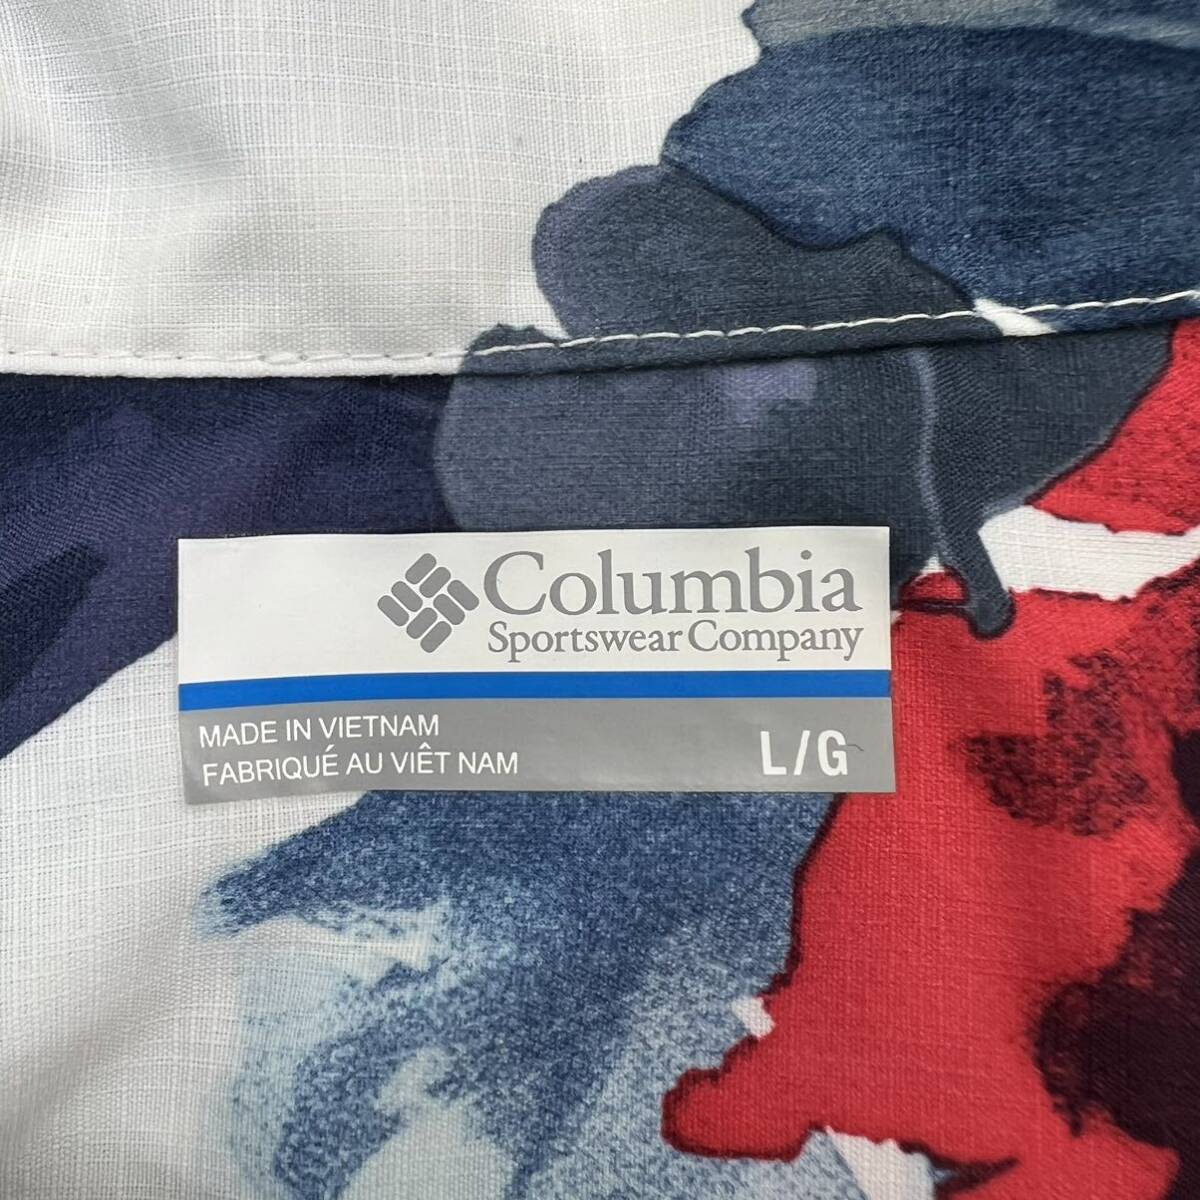 Columbia
Sportswear Company
MADE IN VIETNAM
FABRIQUÉ AU VIÊT NAM
L/G